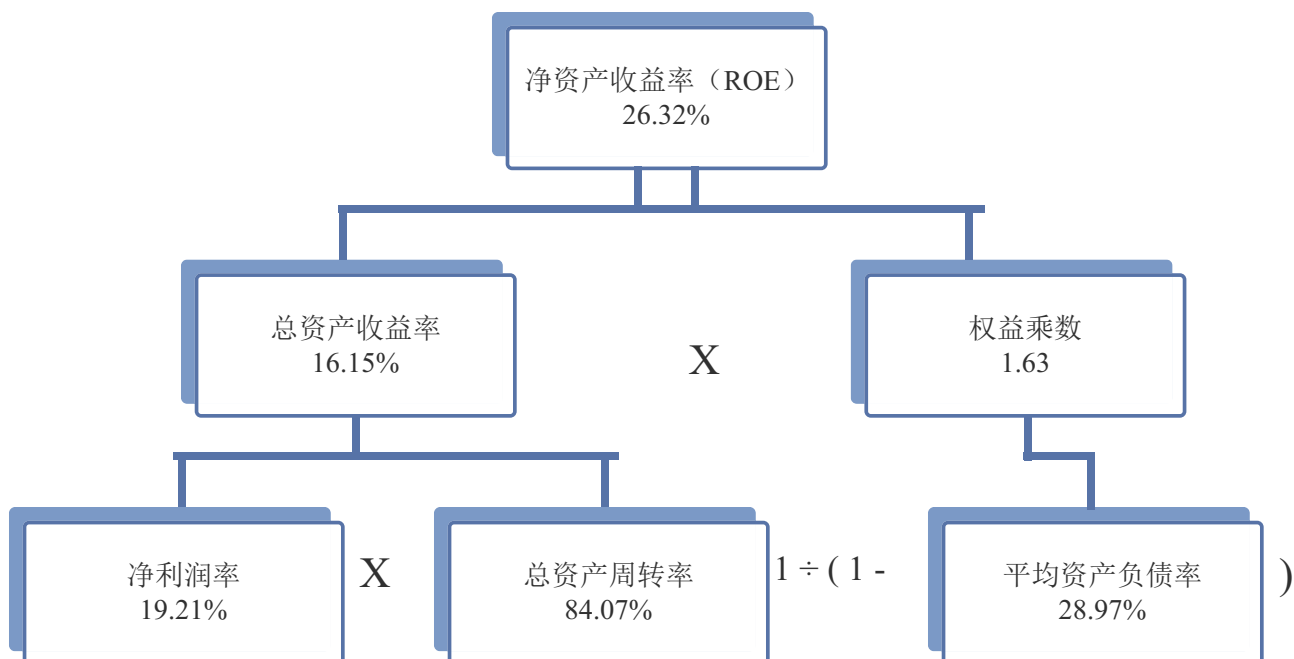 净资产收益率（ROE）
26.32%
总资产收益率
16.15%
X
权益乘数
1.63
净利润率
19.21%
X
总资产周转率
84.07%
1 ÷ ( 1 -
平均资产负债率
28.97%
)